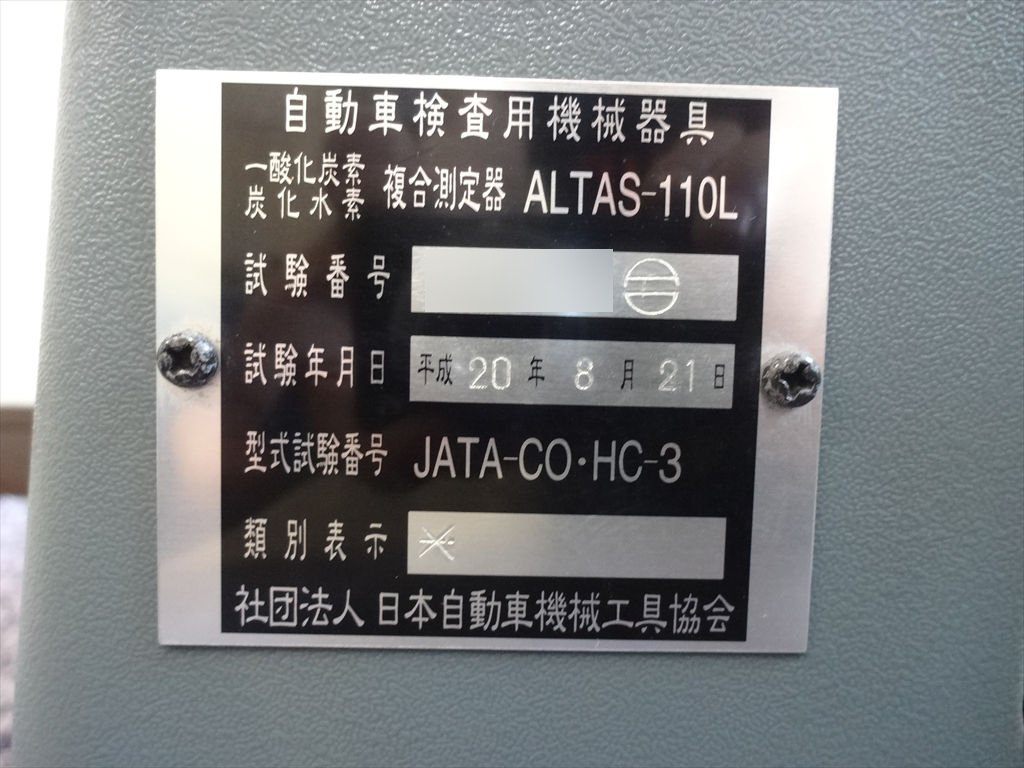 自動車検査用機械器具
一酸化炭素
炭化水素 複合測定器 ALTAS-110L
試験番号
試験年月日 平成 20 年 8 月 21 日
型式試験番号 JATA-CO・HC-3
類別表示 ※
社団法人 日本自動車機械工具協会